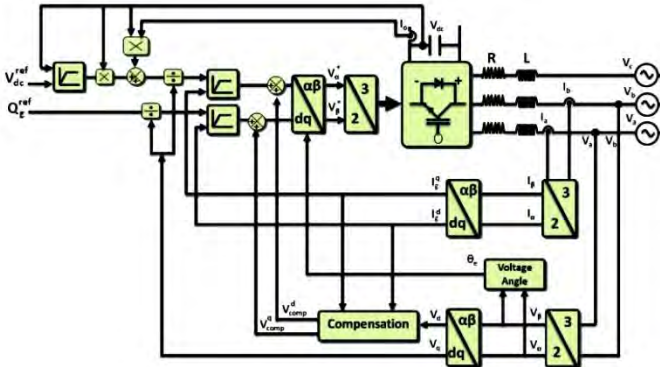 I_o V_dc
R L V_c
V_dc^ref
V_α^*
αβ
dq
3
2
I_b V_b
Q_g^ref
V_β^*
I_a V_a
V_a V_b
I_g^q
αβ
dq
I_β
3
2
I_g^d
I_α
θ_e
Voltage
Angle
V_comp^d
V_comp^q
Compensation
V_d
αβ
dq
V_β
3
2
V_q
V_α